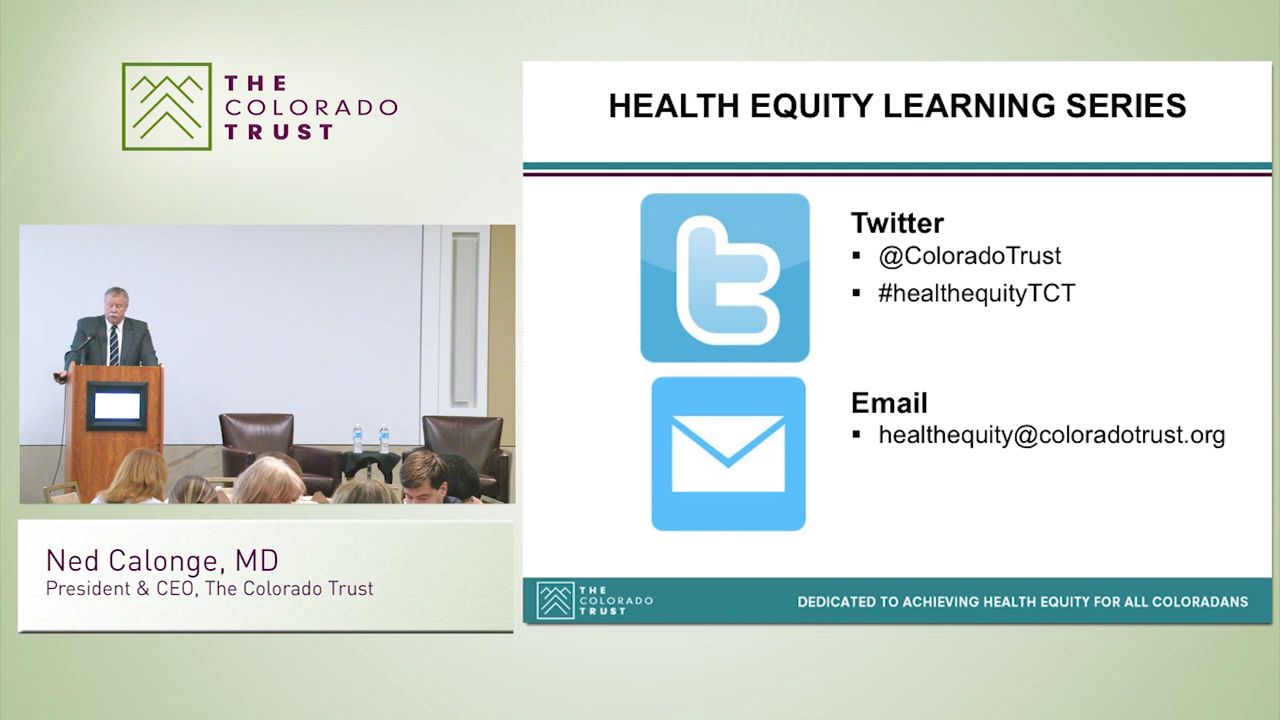 THE
COLORADO
TRUST
HEALTH EQUITY LEARNING SERIES
Twitter
@ColoradoTrust
#healthequityTCT
Email
healthequity@coloradotrust.org
Ned Calonge, MD
President & CEO, The Colorado Trust
THE
COLORADO
TRUST
DEDICATED TO ACHIEVING HEALTH EQUITY FOR ALL COLORADANS